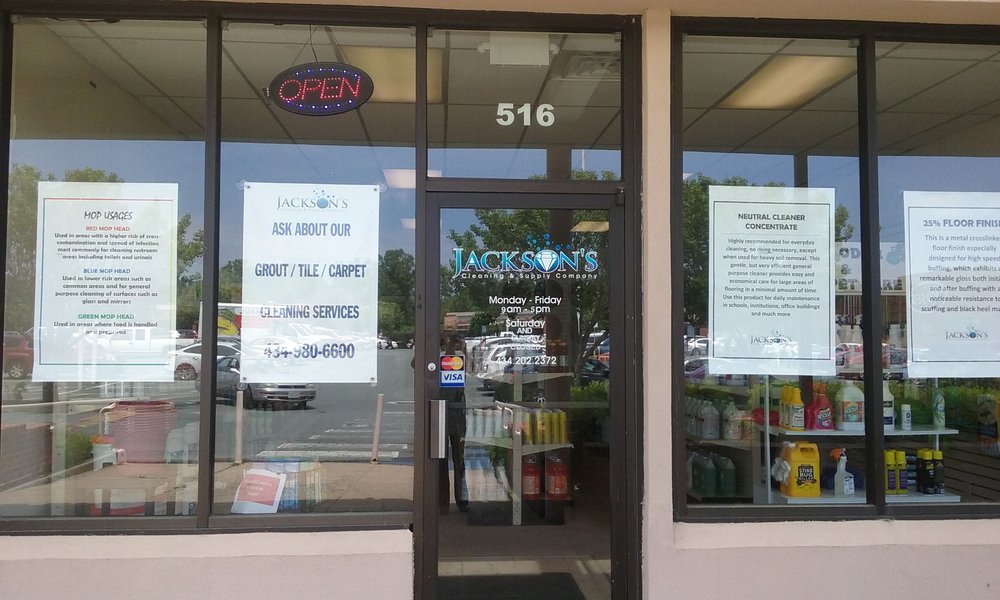 OPEN
516
MOP USAGES
RED MOP HEAD
Used in areas with a higher risk of cross-
contamination and spread of infection
most commonly for cleaning restroom
areas including toilets and urinals
BLUE MOP HEAD
Used in lower risk areas such as
common areas and for general
purpose cleaning of surfaces such as
glass and mirrors
GREEN MOP HEAD
Used in areas where food is handled
and prepared
JACKSON'S
ASK ABOUT OUR
GROUT / TILE / CARPET
CLEANING SERVICES
434-980-6600
JACKSON'S
Cleaning & Supply Company
Monday - Friday
9am - 5pm
Saturday
AND
434.202.2372
MasterCard
VISA
NEUTRAL CLEANER
CONCENTRATE
Highly recommended for everyday
cleaning, no rising necessary, except
when used for heavy soil removal. This
gentle, but very efficient general
purpose cleaner provides easy and
economical care for large areas of
flooring in a minimal amount of time.
Use this product for daily maintenance
in schools, institutions, office buildings
and much more
JACKSON'S
25% FLOOR FINIS
This is a metal crosslinke
floor finish especially
designed for high speed
buffing, which exhibits
remarkable gloss both initi
and after buffing with a
noticeable resistance to
scuffing and black heel ma
JACKSON'S